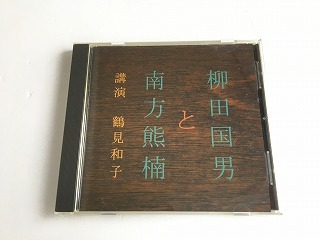 柳田国男
と
南方熊楠
講演　鶴見和子